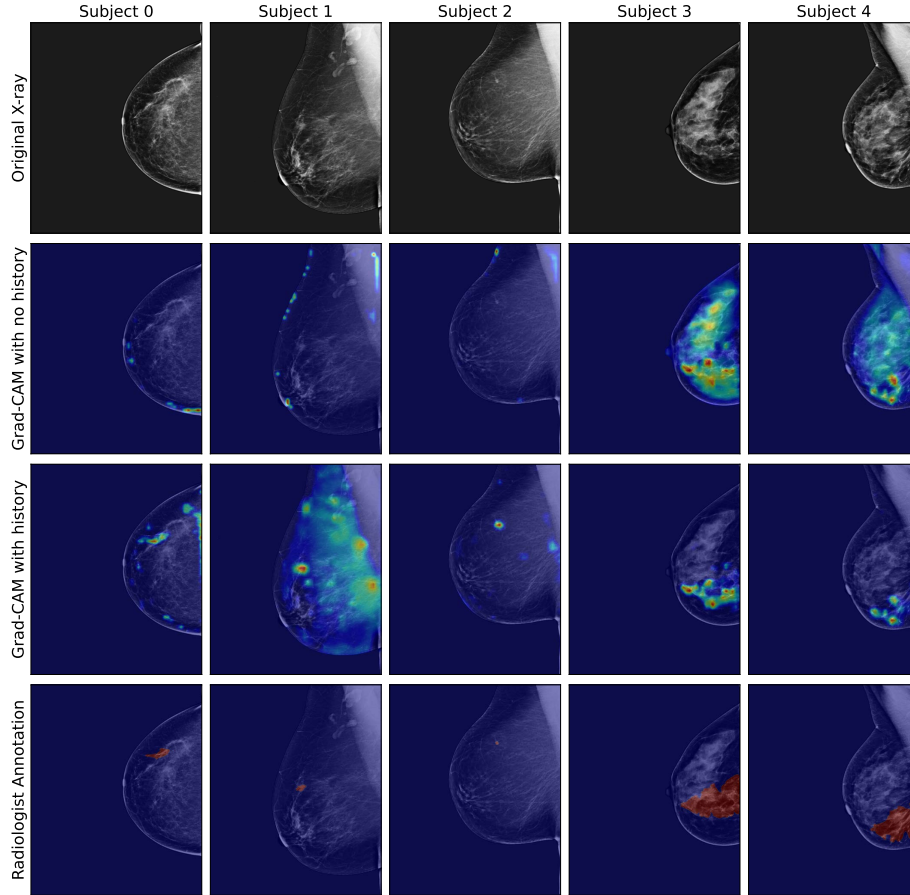 Subject 0
Subject 1
Subject 2
Subject 3
Subject 4
Original X-ray
Grad-CAM with no history
Grad-CAM with history
Radiologist Annotation